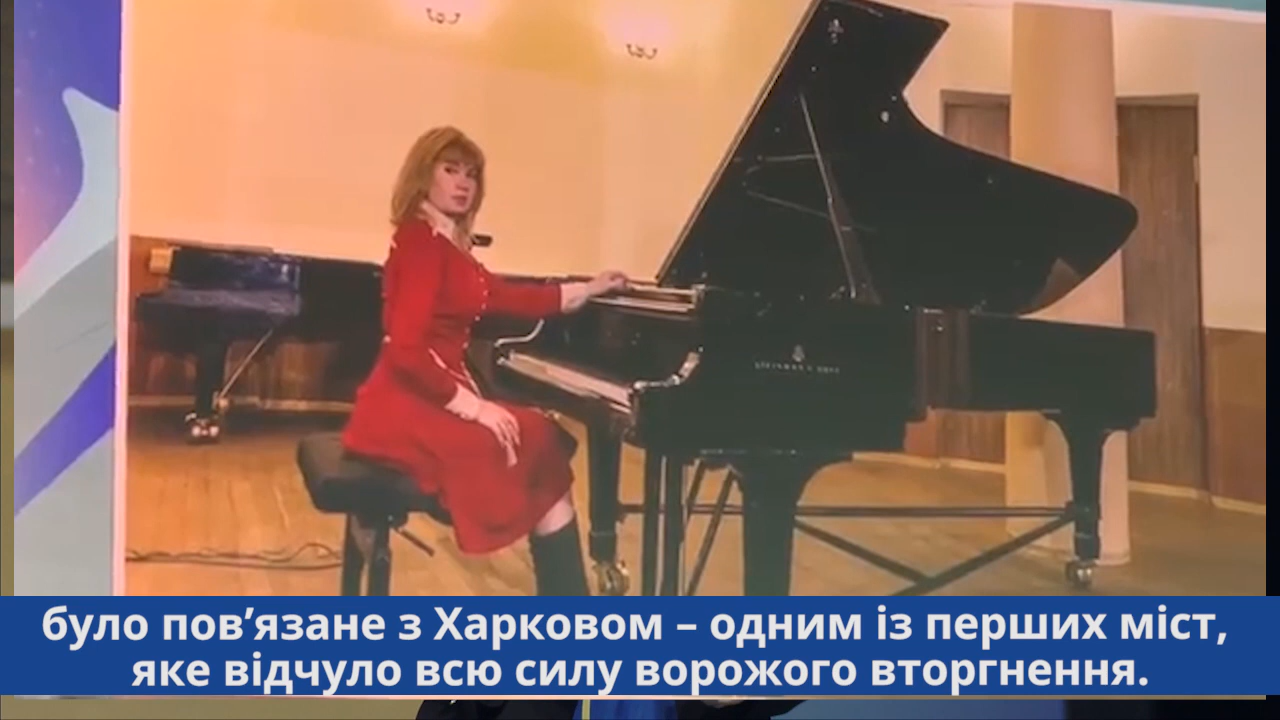 було пов’язане з Харковом – одним із перших міст,
яке відчуло всю силу ворожого вторгнення.